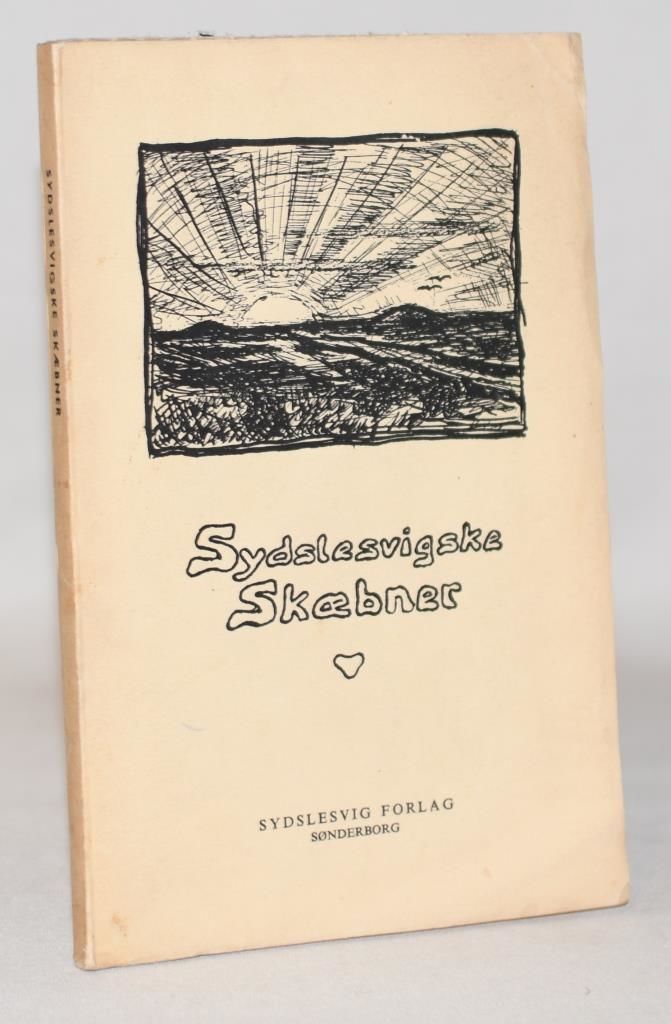 SYDSLESVIGSKE SKÆBNER
Sydslesvigske
Skæbner
SYDSLESVIG FORLAG
SØNDERBORG